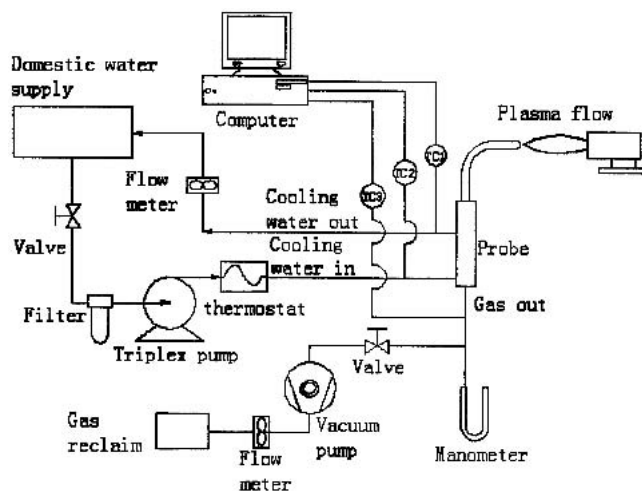 Domestic water
supply
Computer
Plasma flow
TC1
TC2
TC3
Flow
meter
Cooling
water out
Valve
Cooling
water in
Probe
Filter
thermostat
Gas out
Triplex pump
Valve
Gas
reclaim
Vacuum
pump
Flow
meter
Manometer